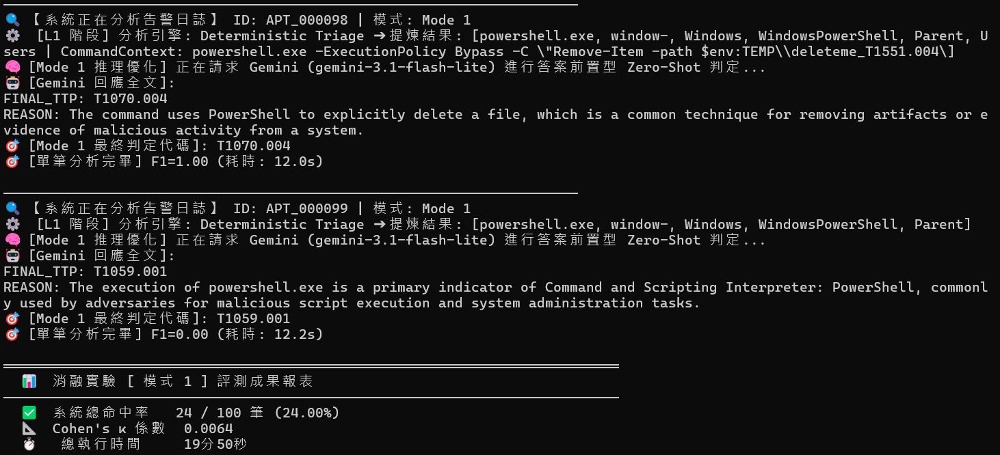 🔍 【系統正在分析告警日誌】 ID: APT_000098 | 模式: Mode 1
⚙ [L1 階段] 分析引擎: Deterministic Triage ➔提煉結果: [powershell.exe, window-, Windows, WindowsPowerShell, Parent, U
sers | CommandContext: powershell.exe -ExecutionPolicy Bypass -C \"Remove-Item -path $env:TEMP\\deleteme_T1551.004\]
🧠 [Mode 1 推理優化] 正在請求 Gemini (gemini-3.1-flash-lite) 進行答案前置型 Zero-Shot 判定...
🤖 [Gemini 回應全文]:
FINAL_TTP: T1070.004
REASON: The command uses PowerShell to explicitly delete a file, which is a common technique for removing artifacts or e
vidence of malicious activity from a system.
🎯 [Mode 1 最終判定代碼]: T1070.004
🎯 [單筆分析完畢] F1=1.00 (耗時: 12.0s)
🔍 【系統正在分析告警日誌】 ID: APT_000099 | 模式: Mode 1
⚙ [L1 階段] 分析引擎: Deterministic Triage ➔提煉結果: [powershell.exe, window-, Windows, WindowsPowerShell, Parent]
🧠 [Mode 1 推理優化] 正在請求 Gemini (gemini-3.1-flash-lite) 進行答案前置型 Zero-Shot 判定...
🤖 [Gemini 回應全文]:
FINAL_TTP: T1059.001
REASON: The execution of powershell.exe is a primary indicator of Command and Scripting Interpreter: PowerShell, commonl
y used by adversaries for malicious script execution and system administration tasks.
🎯 [Mode 1 最終判定代碼]: T1059.001
🎯 [單筆分析完畢] F1=0.00 (耗時: 12.2s)
📊 消融實驗 [ 模式 1 ] 評測成果報表
✅ 系統總命中率 24 / 100 筆 (24.00%)
📐 Cohen's κ 係數 0.0064
⏱ 總執行時間 19分50秒